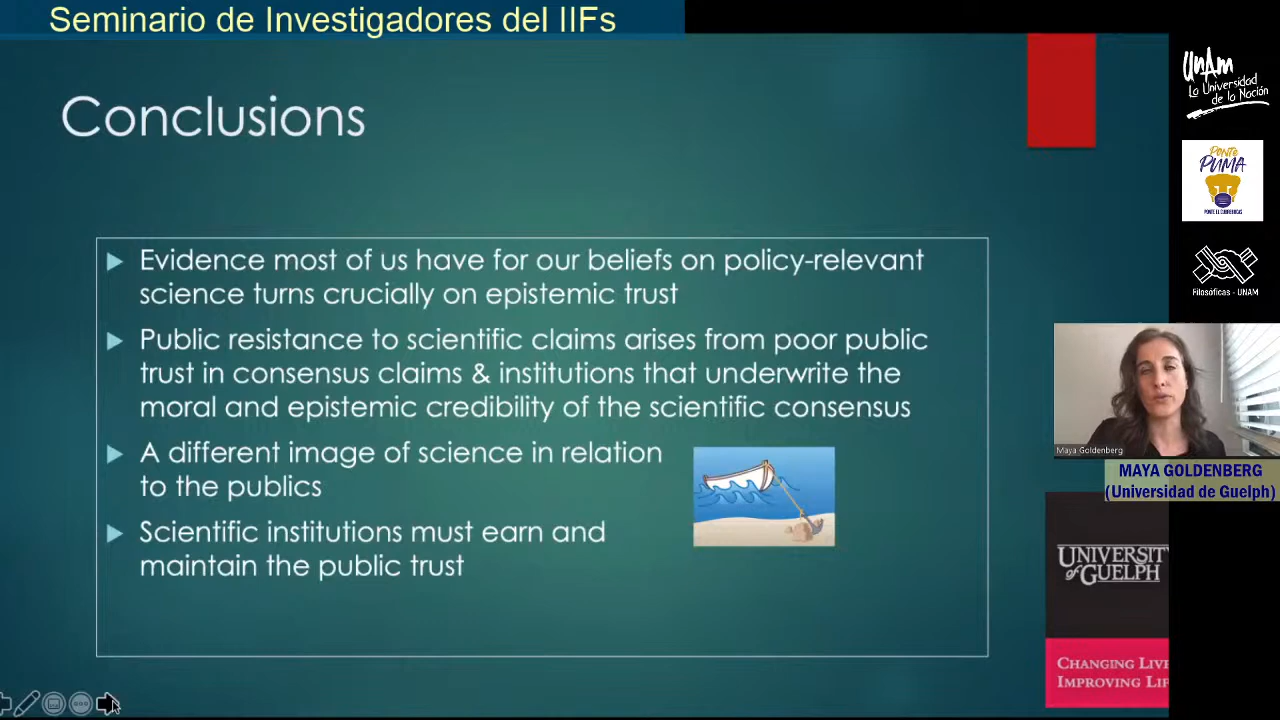 Seminario de Investigadores del IIFs
Conclusions
Evidence most of us have for our beliefs on policy-relevant
science turns crucially on epistemic trust
Public resistance to scientific claims arises from poor public
trust in consensus claims & institutions that underwrite the
moral and epistemic credibility of the scientific consensus
A different image of science in relation
to the publics
Scientific institutions must earn and
maintain the public trust
UNAM
La Universidad
de la Nación
PONTE
PUMA
PONTE EL CUBREBOCAS
Filosóficas - UNAM
Maya Goldenberg
MAYA GOLDENBERG
(Universidad de Guelph)
UNIVERSITY
of GUELPH
CHANGING LIV
IMPROVING LIF